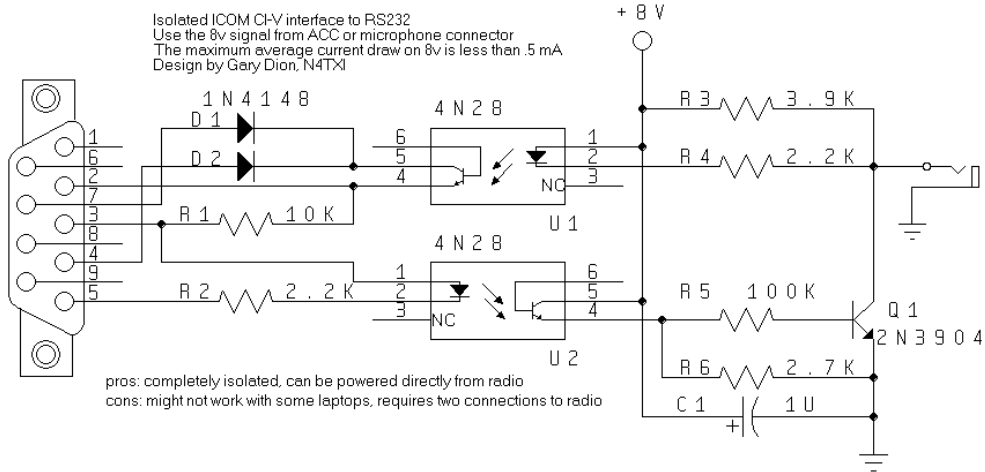 Isolated ICOM CI-V interface to RS232
Use the 8v signal from ACC or microphone connector
The maximum average current draw on 8v is less than .5 mA
Design by Gary Dion, N4TXI
+8V
1N4148
D1
D2
4N28
6
5
4
1
2
NC 3
U1
R3 3.9K
R4 2.2K
1
6
2
7
3
8
4
9
5
R1 10K
R2 2.2K
4N28
1
2
3 NC
6
5
4
U2
R5 100K
Q1
2N3904
R6 2.7K
C1 1U
+
pros: completely isolated, can be powered directly from radio
cons: might not work with some laptops, requires two connections to radio